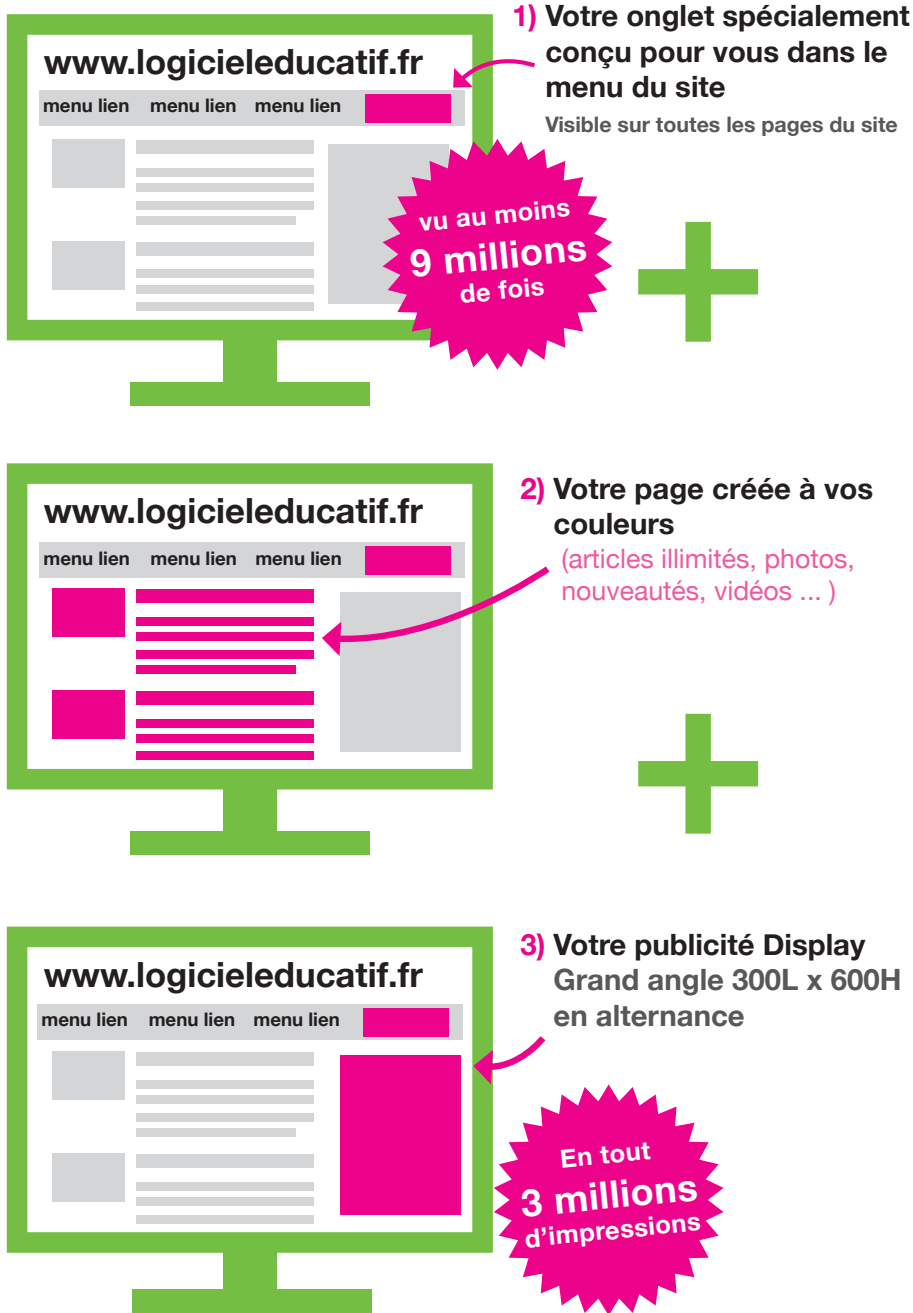 1) Votre onglet spécialement
conçu pour vous dans le
menu du site
Visible sur toutes les pages du site
www.logicieleducatif.fr
menu lien menu lien menu lien
vu au moins
9 millions
de fois
2) Votre page créée à vos
couleurs
(articles illimités, photos,
nouveautés, vidéos ... )
www.logicieleducatif.fr
menu lien menu lien menu lien
3) Votre publicité Display
Grand angle 300L x 600H
en alternance
www.logicieleducatif.fr
menu lien menu lien menu lien
En tout
3 millions
d'impressions